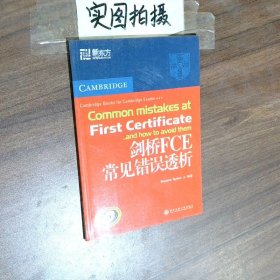 实图拍摄
新东方
CAMBRIDGE
Cambridge Books for Cambridge Exams
Common mistakes at
First Certificate
and how to avoid them
剑桥FCE
常见错误透析